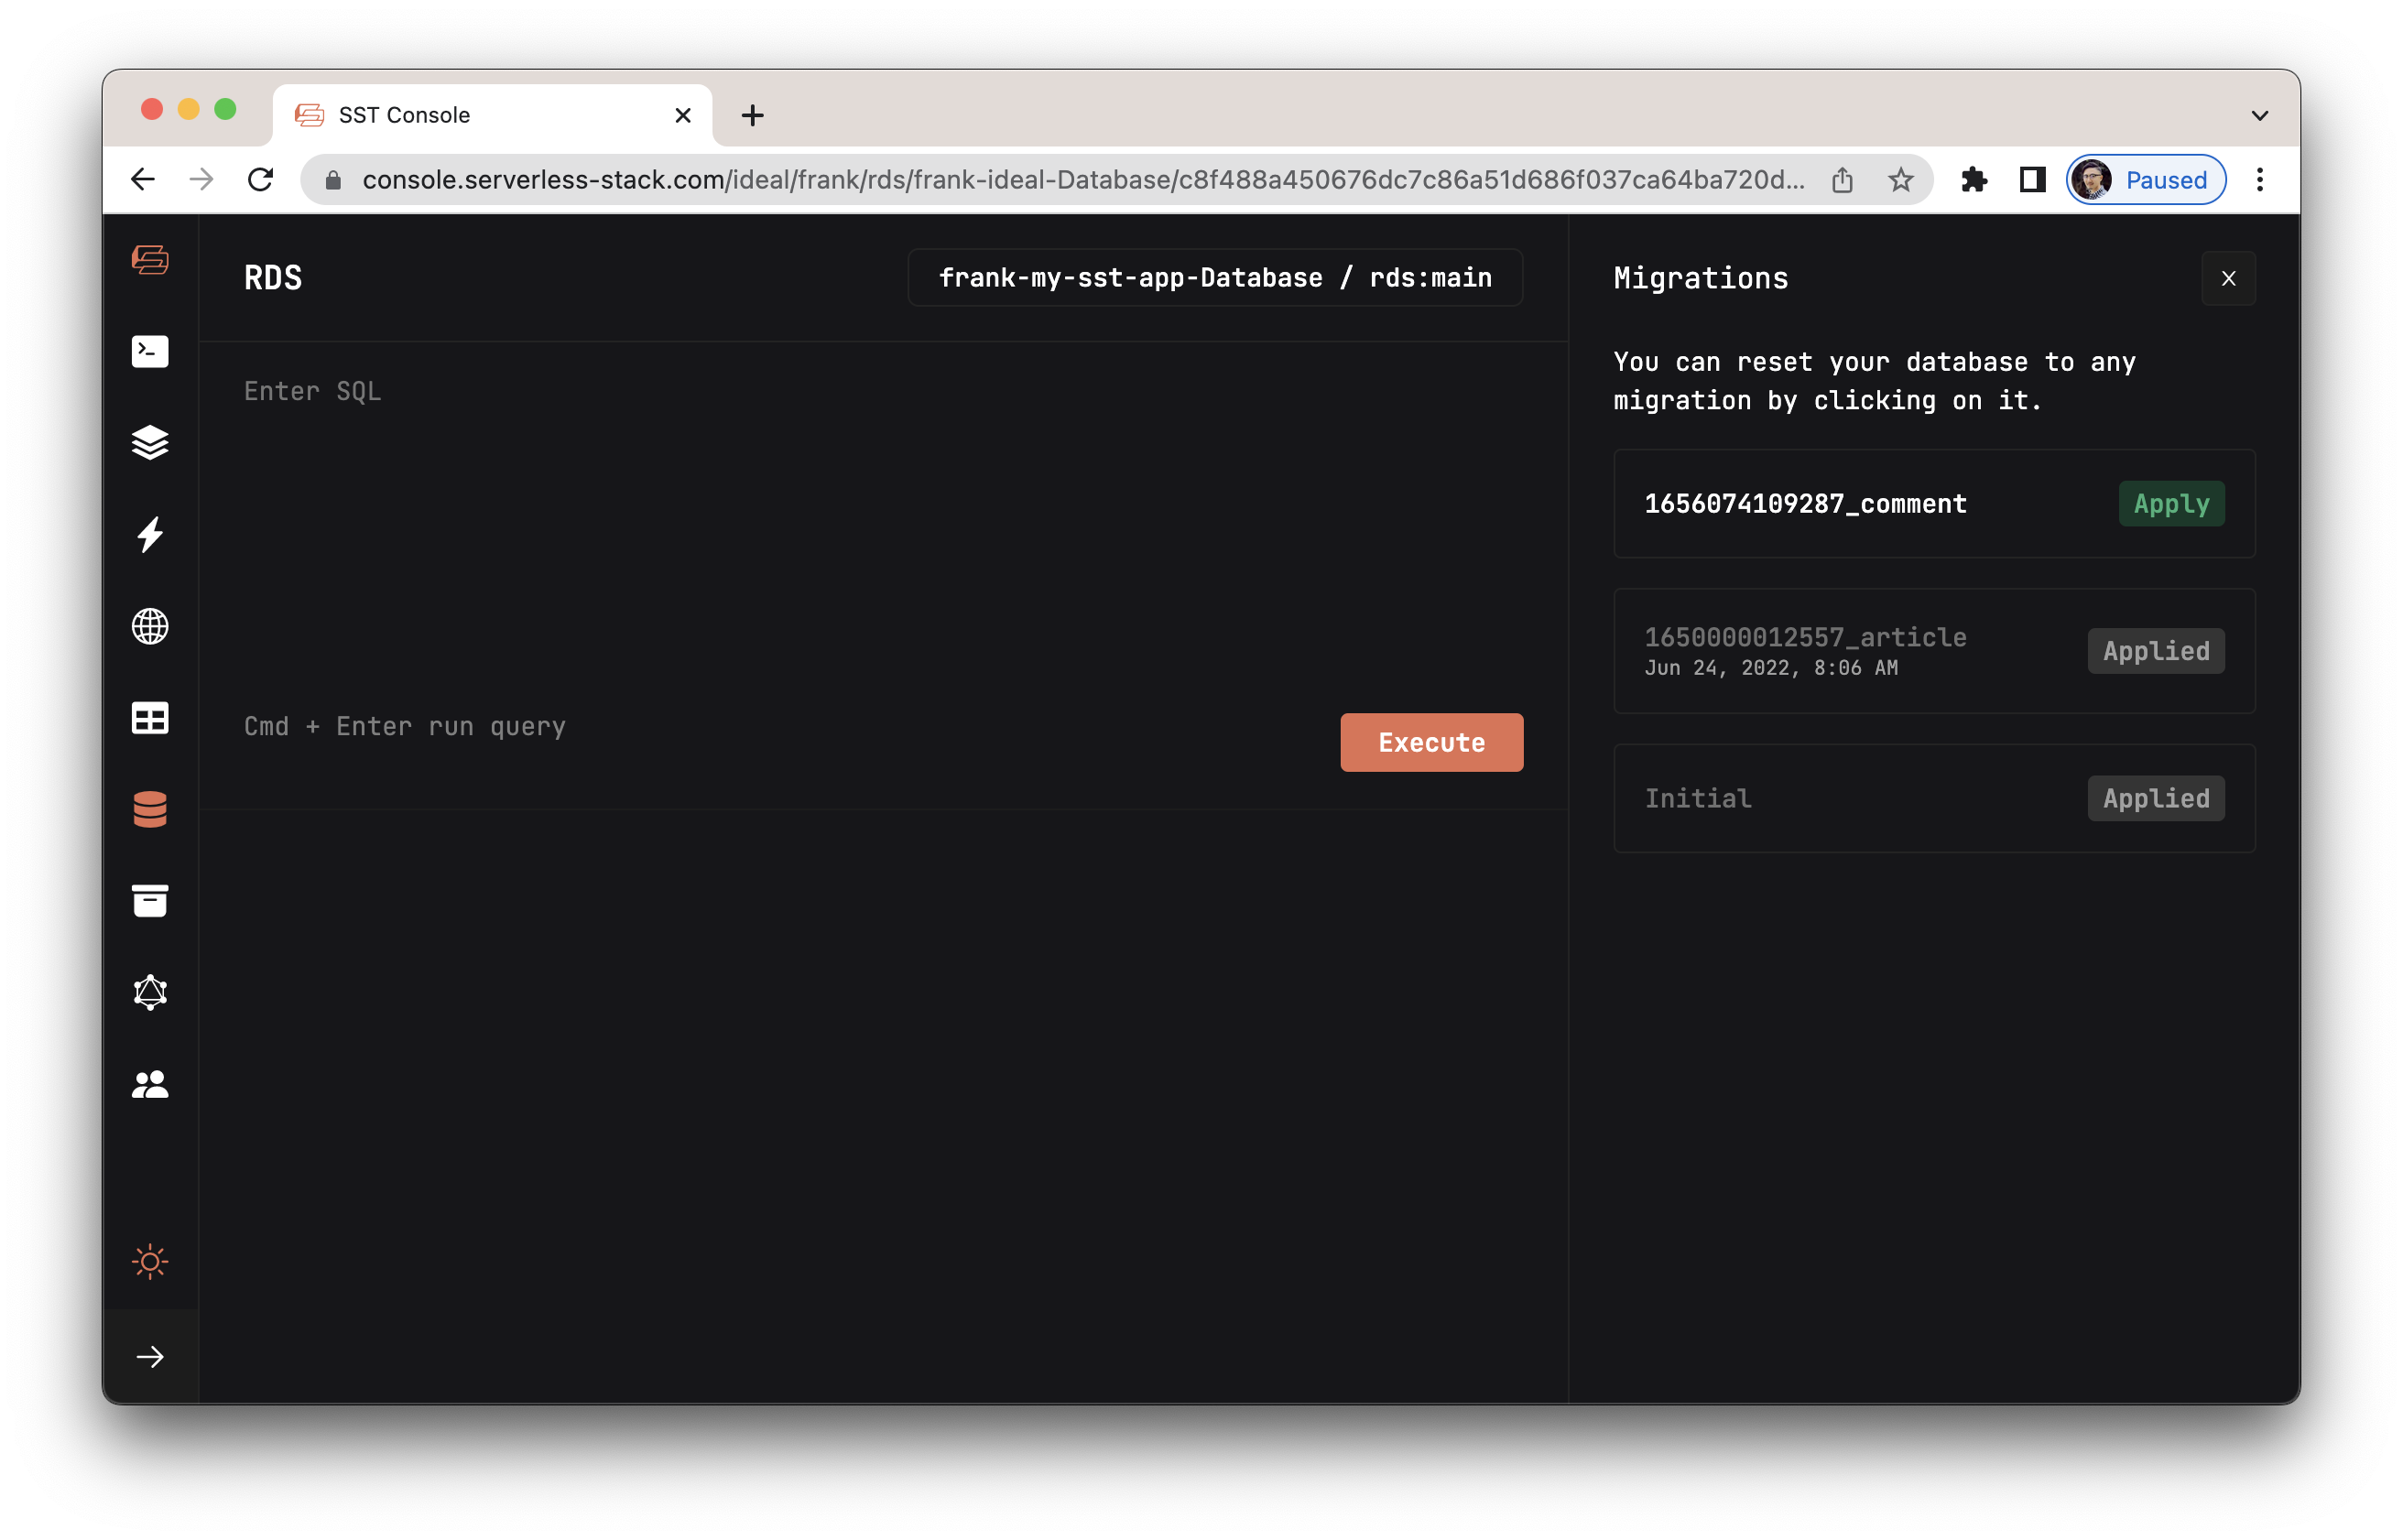 SST Console
console.serverless-stack.com/ideal/frank/rds/frank-ideal-Database/c8f488a450676dc7c86a51d686f037ca64ba720d...
Paused
RDS
frank-my-sst-app-Database / rds:main
Enter SQL
Cmd + Enter run query
Execute
Migrations
X
You can reset your database to any
migration by clicking on it.
1656074109287_comment
Apply
1650000012557_article
Jun 24, 2022, 8:06 AM
Applied
Initial
Applied